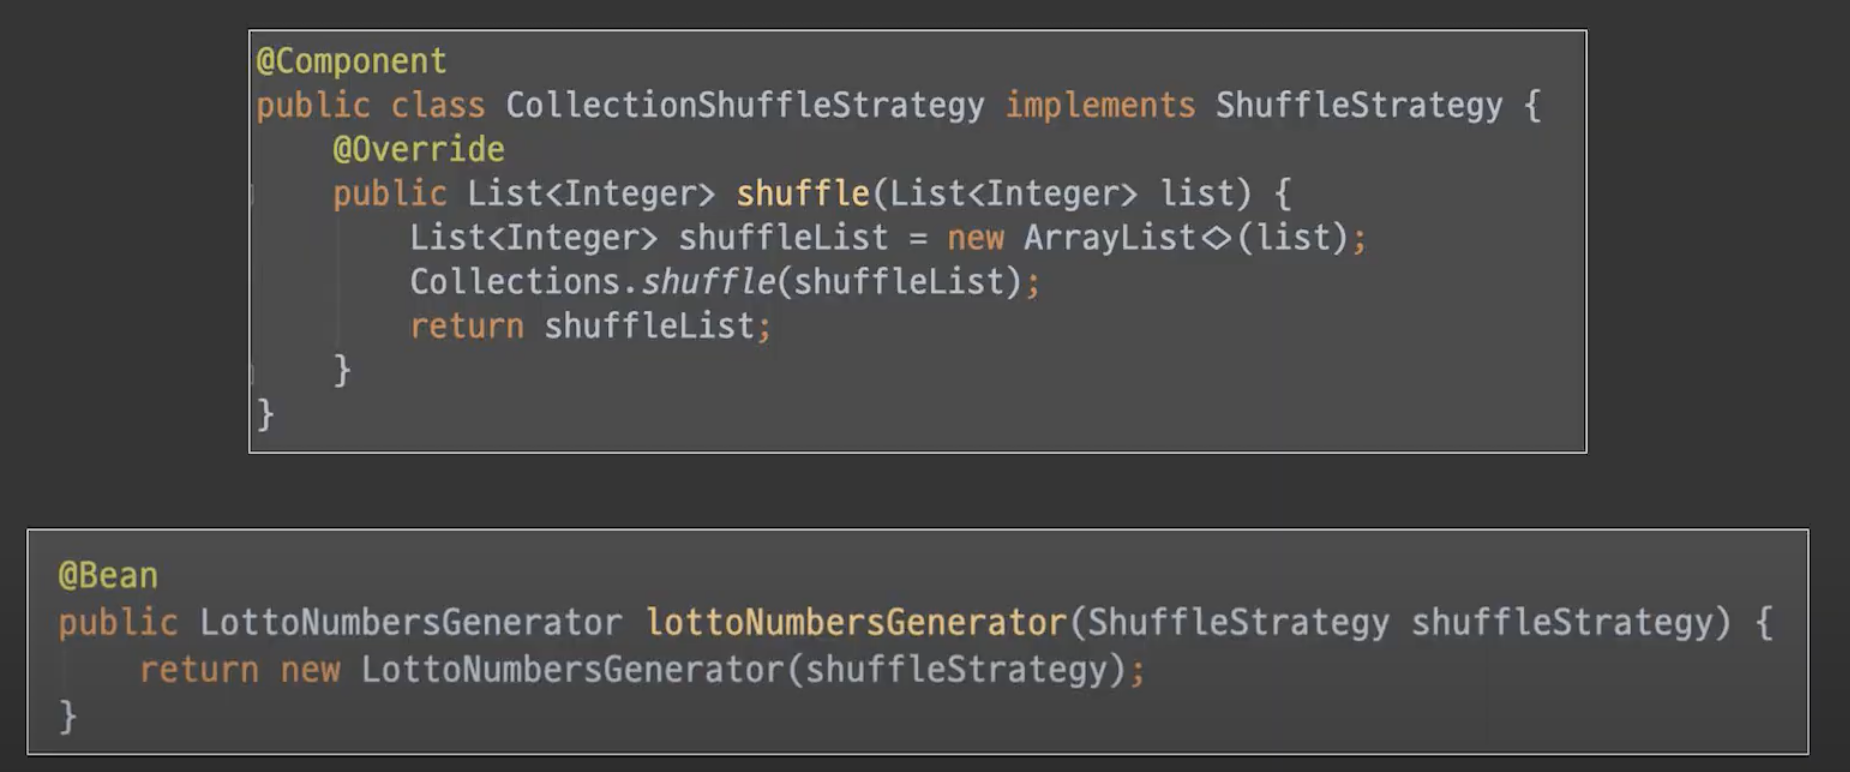 @Component
public class CollectionShuffleStrategy implements ShuffleStrategy {
    @Override
    public List<Integer> shuffle(List<Integer> list) {
        List<Integer> shuffleList = new ArrayList<>(list);
        Collections.shuffle(shuffleList);
        return shuffleList;
    }
}
@Bean
public LottoNumbersGenerator lottoNumbersGenerator(ShuffleStrategy shuffleStrategy) {
    return new LottoNumbersGenerator(shuffleStrategy);
}